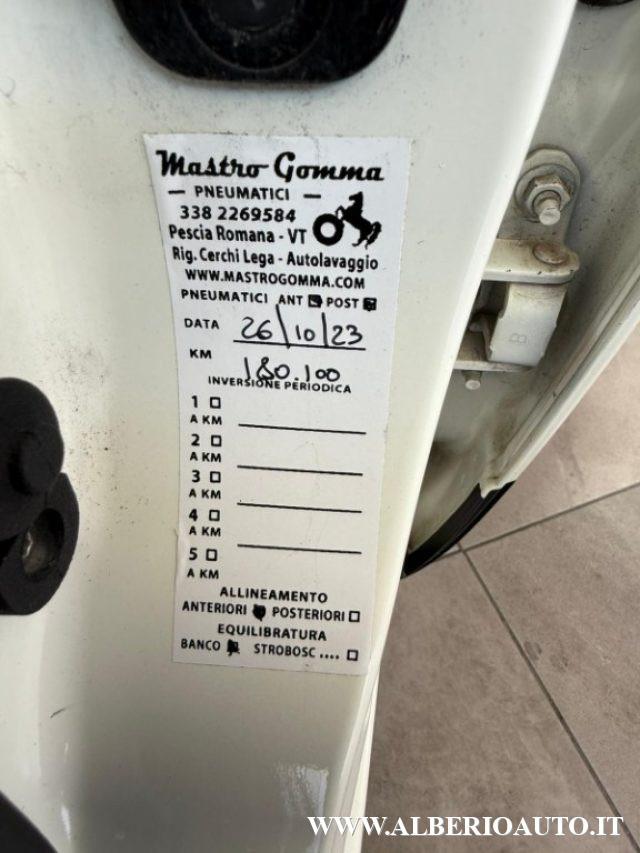 Mastro Gomma
— PNEUMATICI —
338 2269584
Pescia Romana - VT
Rig. Cerchi Lega - Autolavaggio
WWW.MASTROGOMMA.COM
PNEUMATICI ANT POST
DATA 26/10/23
KM 180.100
INVERSIONE PERIODICA
1
A KM
2
A KM
3
A KM
4
A KM
5
A KM
ALLINEAMENTO
ANTERIORI POSTERIORI
EQUILIBRATURA
BANCO STROBOSC ....
WWW.ALBERIOAUTO.IT